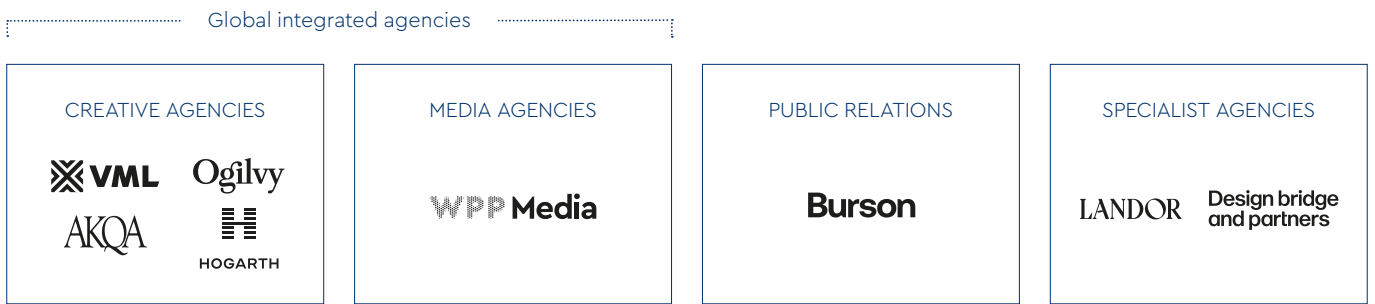 Global integrated agencies
CREATIVE AGENCIES
VML
Ogilvy
AKQA
HOGARTH
MEDIA AGENCIES
WPP Media
PUBLIC RELATIONS
Burson
SPECIALIST AGENCIES
LANDOR
Design bridge
and partners